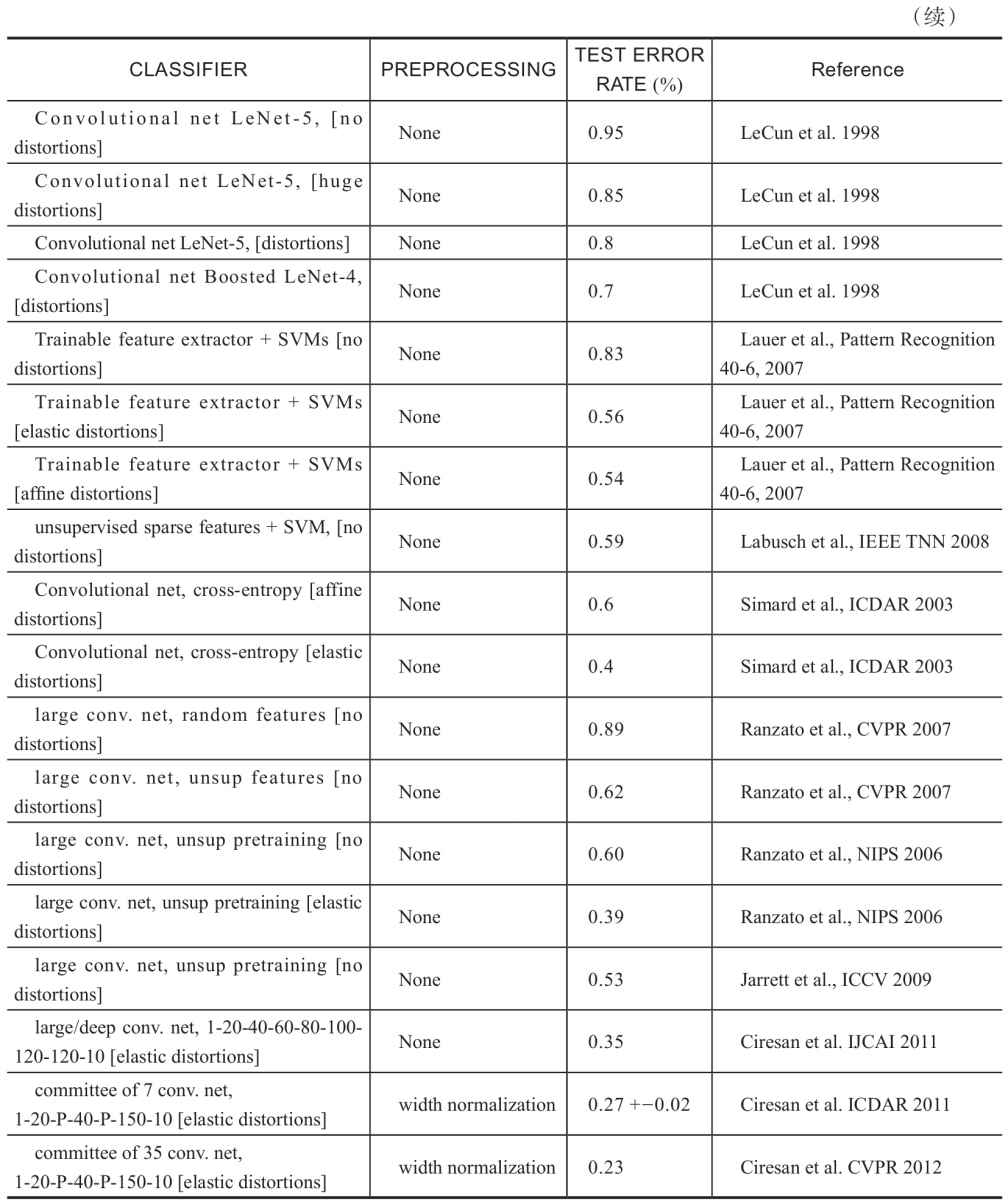 （续）
CLASSIFIER PREPROCESSING TEST ERROR RATE (%) Reference
Convolutional net LeNet-5, [no
distortions] None 0.95 LeCun et al. 1998
Convolutional net LeNet-5, [huge
distortions] None 0.85 LeCun et al. 1998
Convolutional net LeNet-5, [distortions] None 0.8 LeCun et al. 1998
Convolutional net Boosted LeNet-4,
[distortions] None 0.7 LeCun et al. 1998
Trainable feature extractor + SVMs [no
distortions] None 0.83 Lauer et al., Pattern Recognition
40-6, 2007
Trainable feature extractor + SVMs
[elastic distortions] None 0.56 Lauer et al., Pattern Recognition
40-6, 2007
Trainable feature extractor + SVMs
[affine distortions] None 0.54 Lauer et al., Pattern Recognition
40-6, 2007
unsupervised sparse features + SVM, [no
distortions] None 0.59 Labusch et al., IEEE TNN 2008
Convolutional net, cross-entropy [affine
distortions] None 0.6 Simard et al., ICDAR 2003
Convolutional net, cross-entropy [elastic
distortions] None 0.4 Simard et al., ICDAR 2003
large conv. net, random features [no
distortions] None 0.89 Ranzato et al., CVPR 2007
large conv. net, unsup features [no
distortions] None 0.62 Ranzato et al., CVPR 2007
large conv. net, unsup pretraining [no
distortions] None 0.60 Ranzato et al., NIPS 2006
large conv. net, unsup pretraining [elastic
distortions] None 0.39 Ranzato et al., NIPS 2006
large conv. net, unsup pretraining [no
distortions] None 0.53 Jarrett et al., ICCV 2009
large/deep conv. net, 1-20-40-60-80-100-
120-120-10 [elastic distortions] None 0.35 Ciresan et al. IJCAI 2011
committee of 7 conv. net,
1-20-P-40-P-150-10 [elastic distortions] width normalization 0.27 +−0.02 Ciresan et al. ICDAR 2011
committee of 35 conv. net,
1-20-P-40-P-150-10 [elastic distortions] width normalization 0.23 Ciresan et al. CVPR 2012